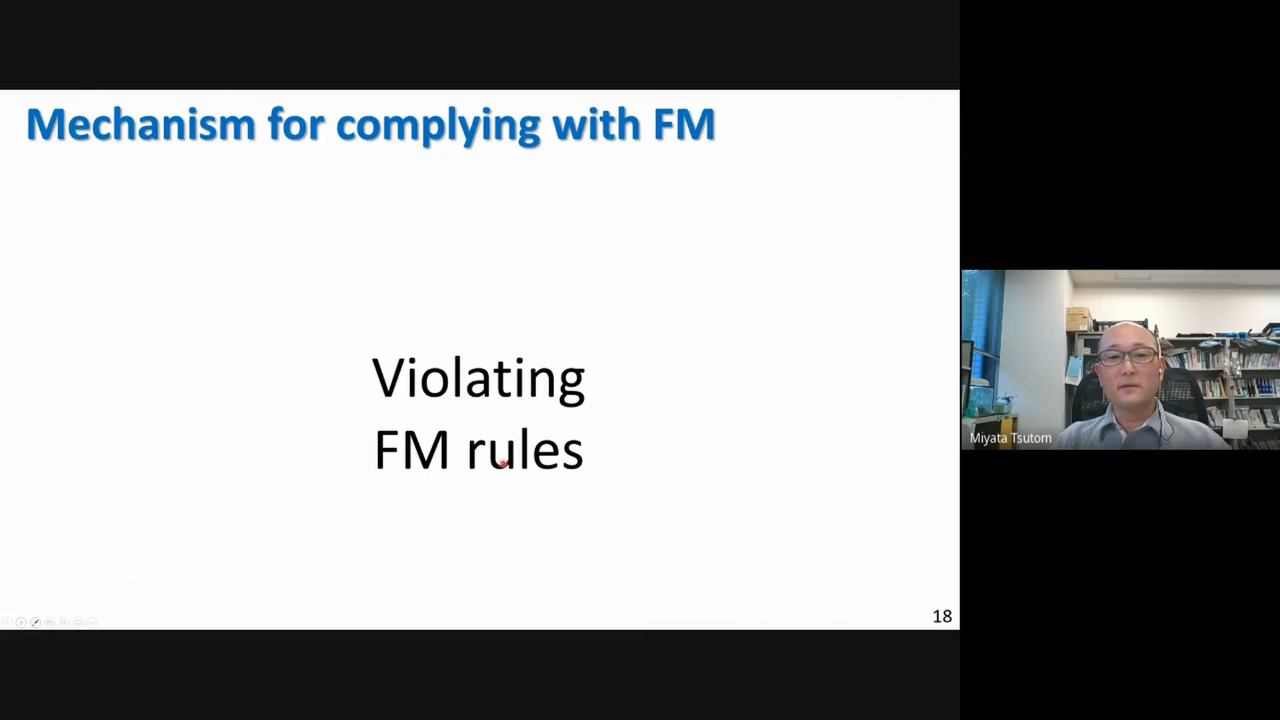 Mechanism for complying with FM
Violating
FM rules
18
Miyata Tsutom